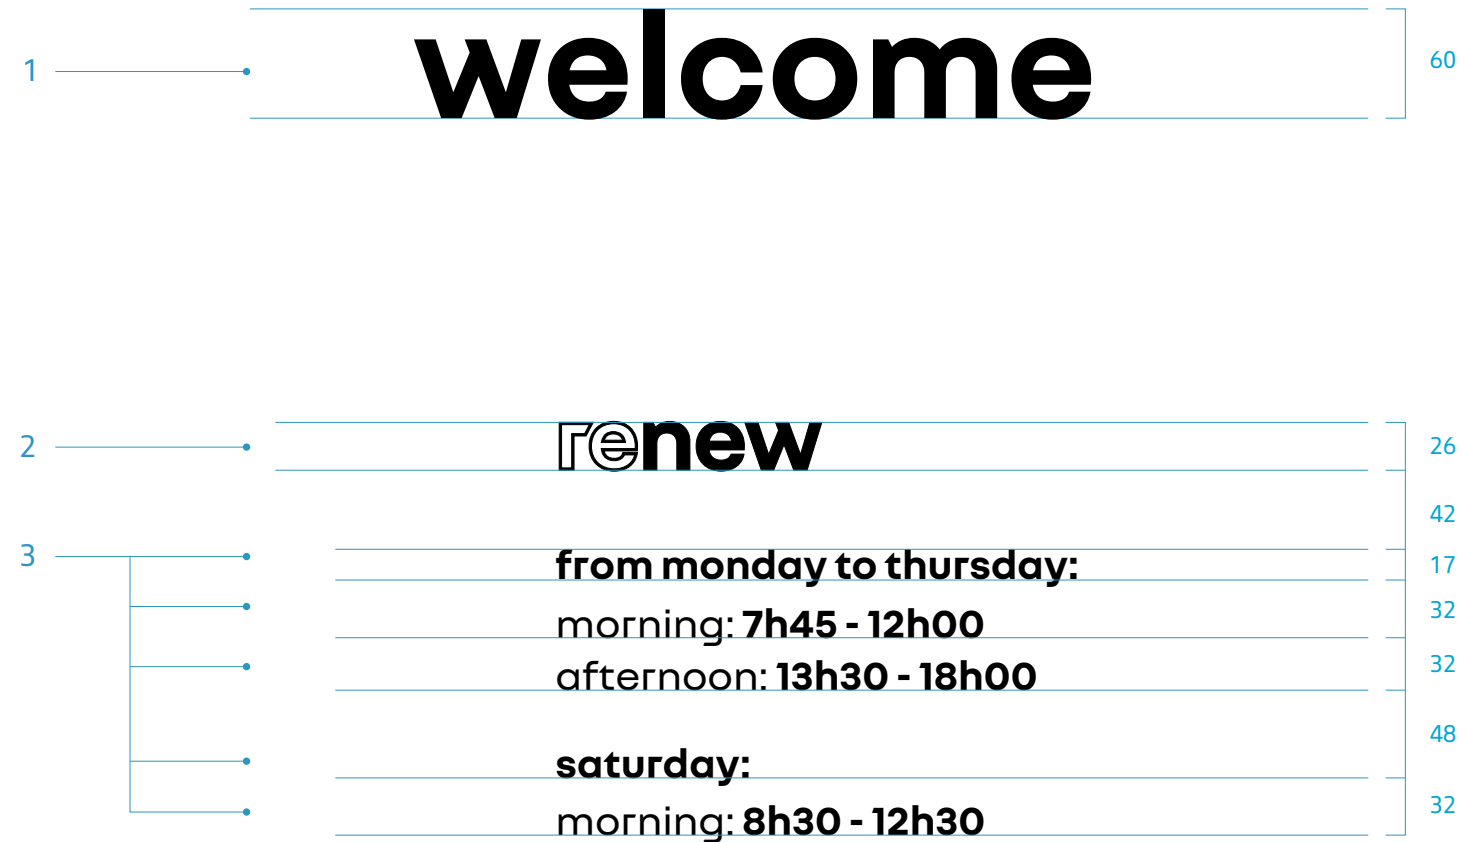 1 welcome 60
2 renew 26
42
3 from monday to thursday: 17
morning: 7h45 - 12h00 32
afternoon: 13h30 - 18h00 32
saturday: 48
morning: 8h30 - 12h30 32